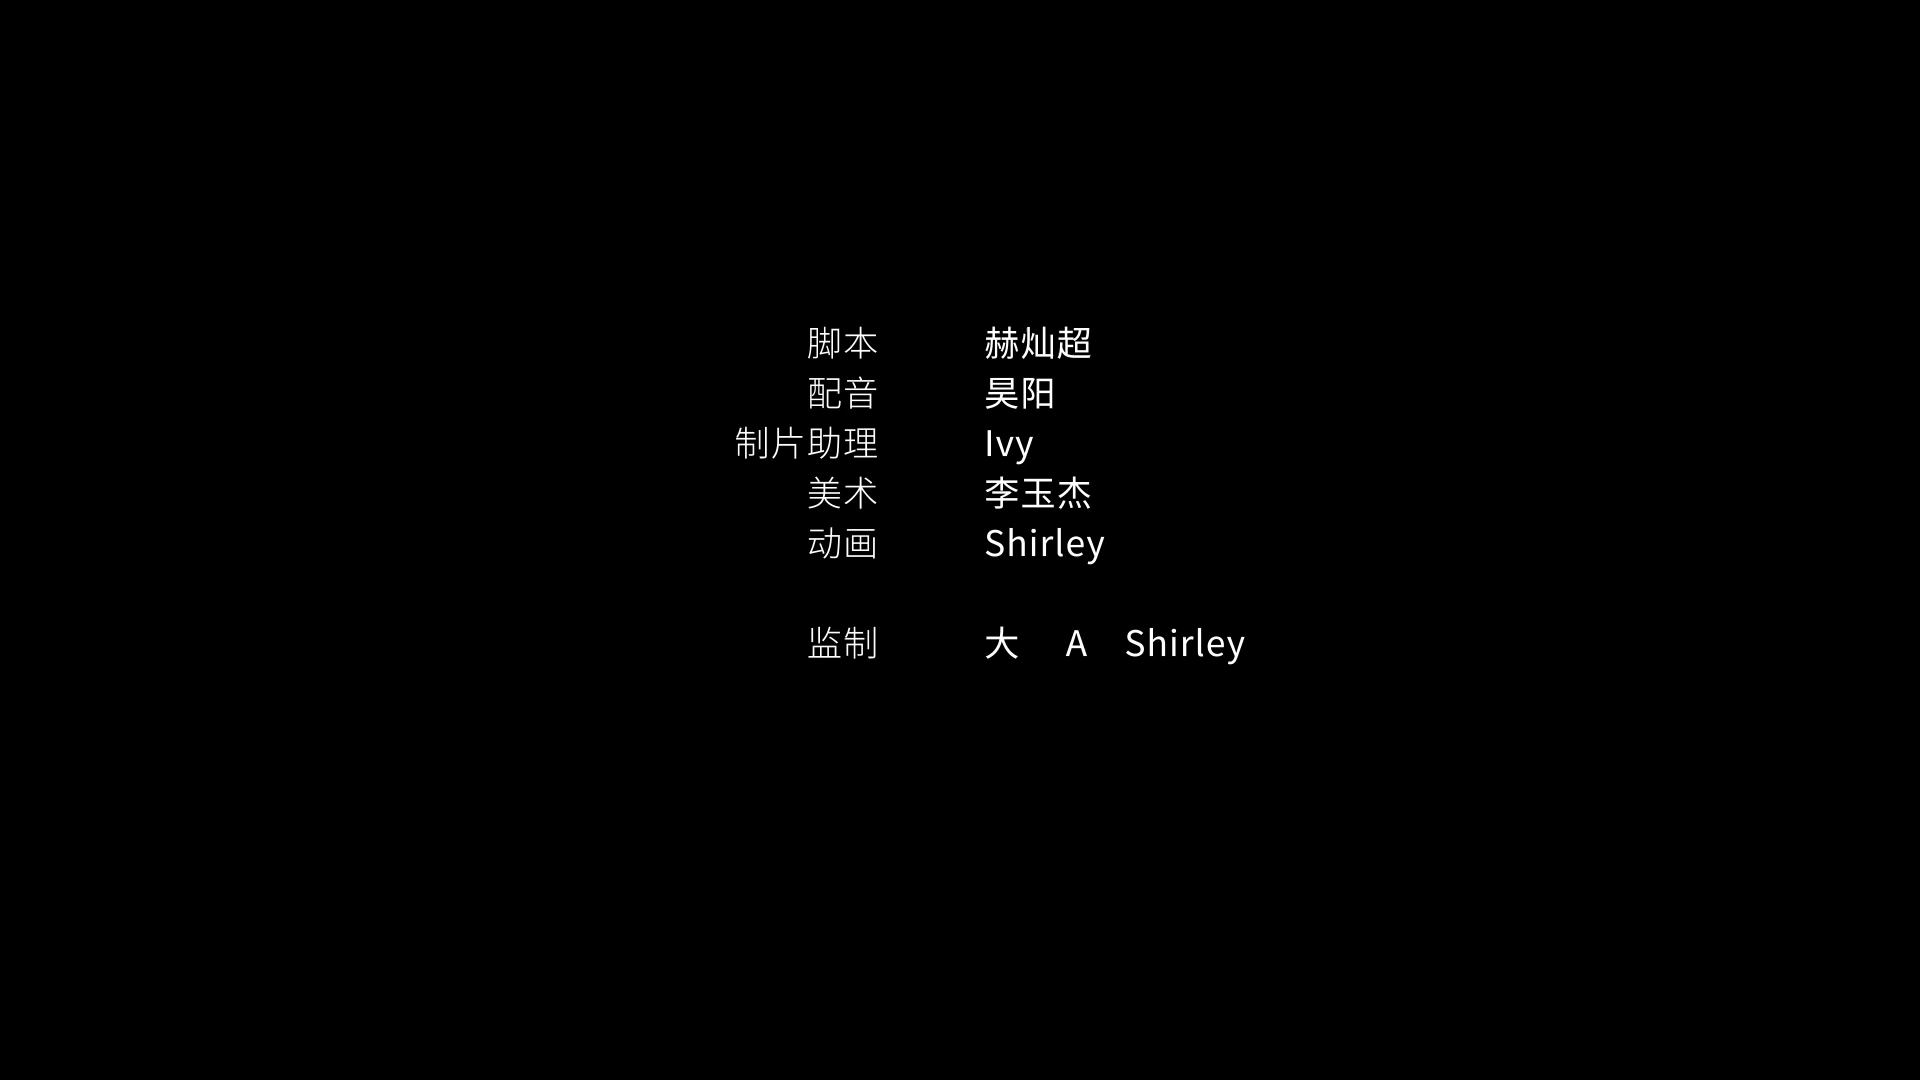 脚本 赫灿超
配音 昊阳
制片助理 Ivy
美术 李玉杰
动画 Shirley
监制 大 A Shirley